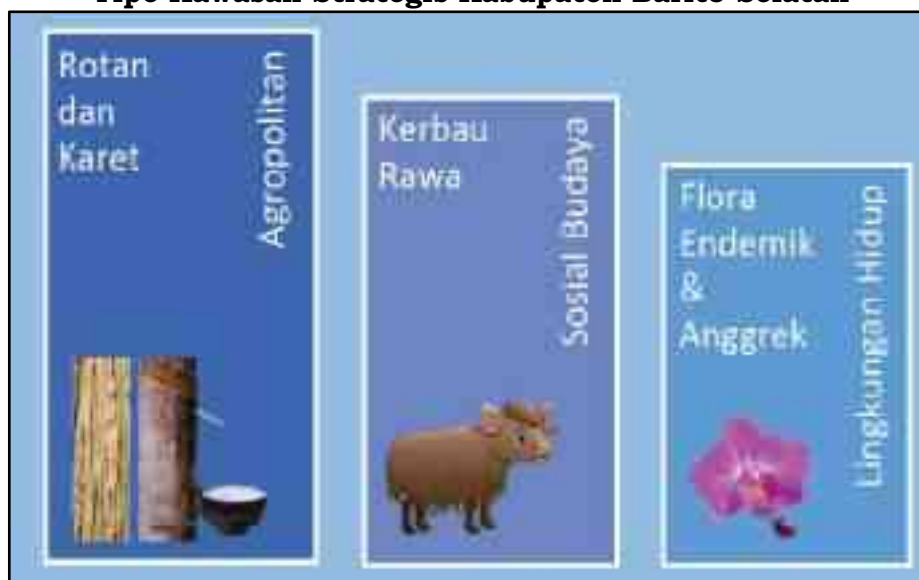 Tipe Kawasan Strategis Kabupaten Barito Selatan
Rotan
dan
Karet
Agropolitan
Kerbau
Rawa
Sosial Budaya
Flora
Endemik
&
Anggrek
Lingkungan Hidup